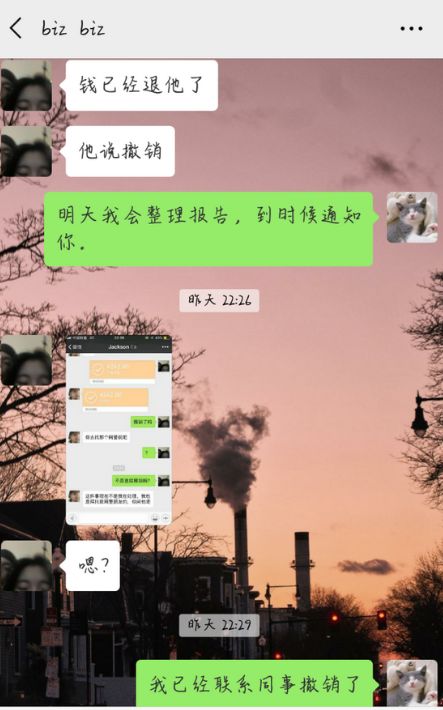 biz biz
钱已经退他了
他说撤销
明天我会整理报告，到时候通知
你。
昨天 22:26
Jackson
？
嗯？
昨天 22:29
我已经联系同事撤销了